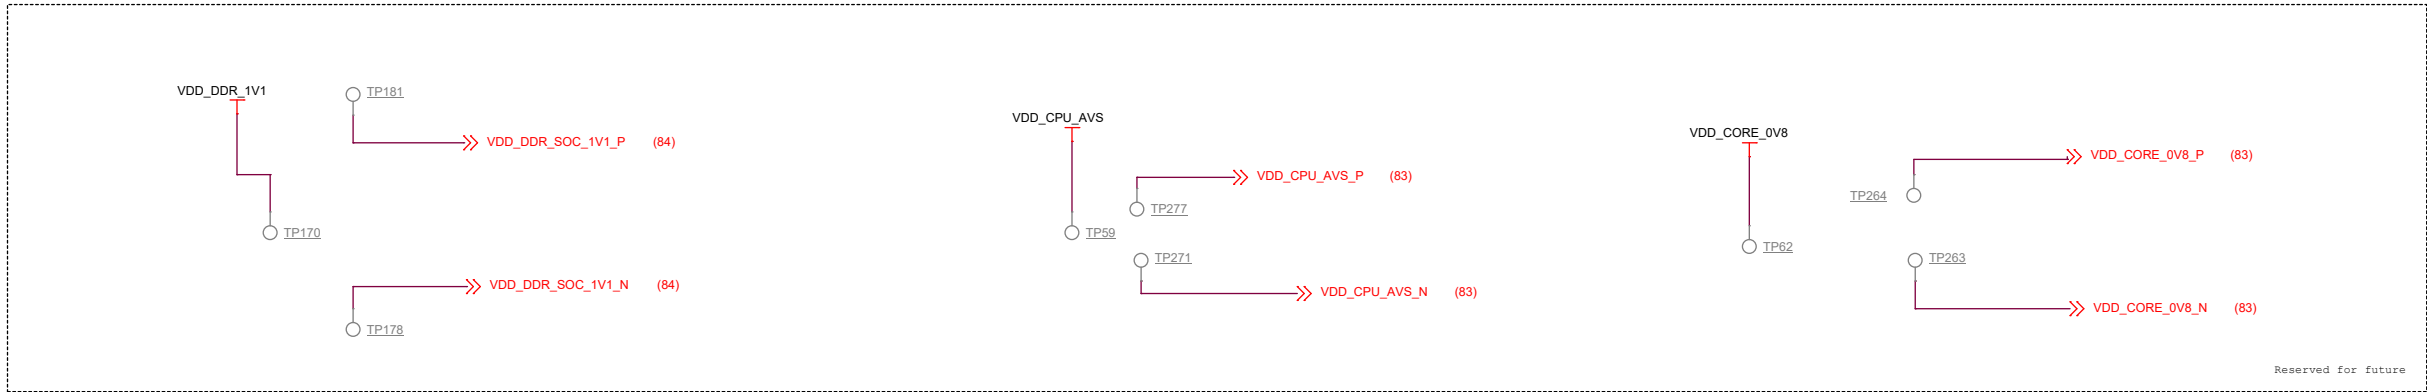 VDD_DDR_1V1
TP181
VDD_DDR_SOC_1V1_P (84)
TP170
VDD_DDR_SOC_1V1_N (84)
TP178
VDD_CPU_AVS
VDD_CPU_AVS_P (83)
TP277
TP59
TP271
VDD_CPU_AVS_N (83)
VDD_CORE_0V8
VDD_CORE_0V8_P (83)
TP264
TP62
TP263
VDD_CORE_0V8_N (83)
Reserved for future